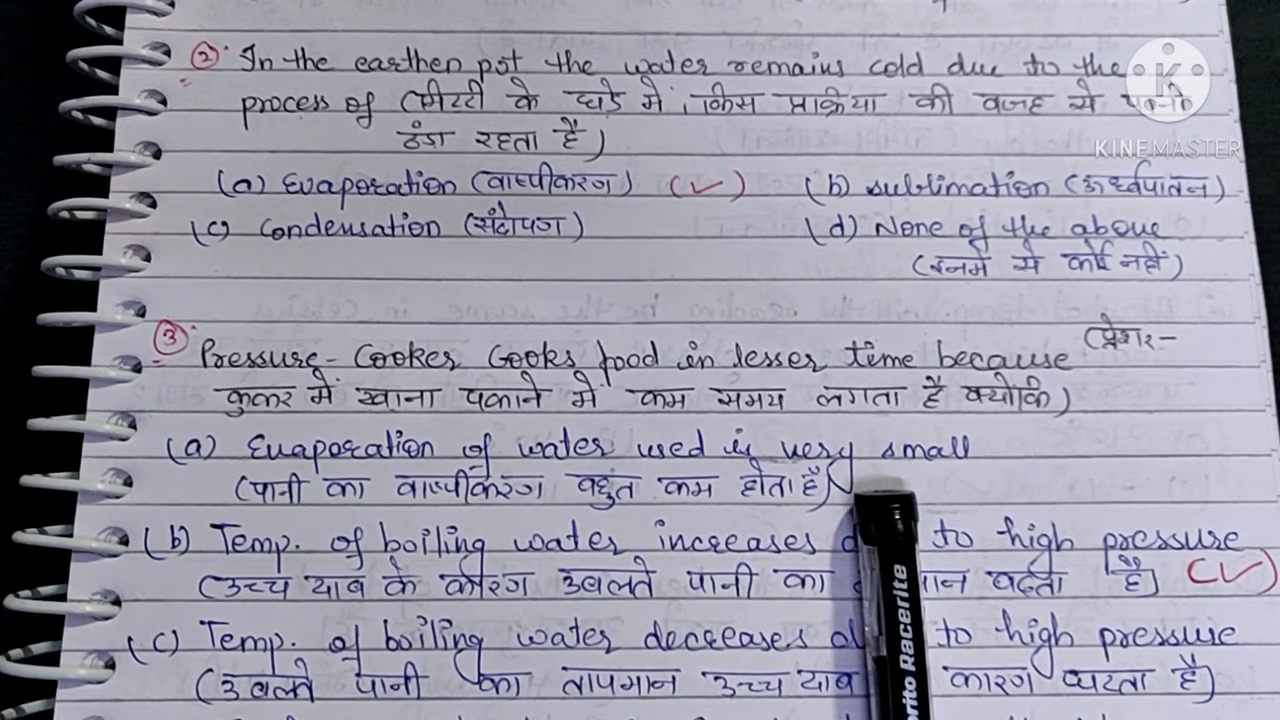 ② In the earthen pot the water remains cold due to the
process of (मिटटी के घड़े में, किस प्रक्रिया की वजह से
ठंडा रहता है)
(a) Evaporation (वाष्पीकरण) (✓) (b) sublimation (ऊर्ध्वपातन)
(c) Condensation (संघनन) (d) None of the above
(इनमे से कोई नहीं)
③ Pressure-Cooker Cooks food in lesser time because (प्रेशर-
कुकर में खाना पकाने में कम समय लगता है क्योकि)
(a) Evaporation of water used is very small
(पानी का वाष्पीकरण बहुत कम होता है)
(b) Temp. of boiling water increases d to high pressure
(उच्च दाब के कारण उबलते पानी का मान बढ़ता है) (✓)
(c) Temp. of boiling water decreases d to high pressure
(उबलते पानी का तापमान उच्च दाब कारण घटता है)
K
KINEMASTER
orito Racerite